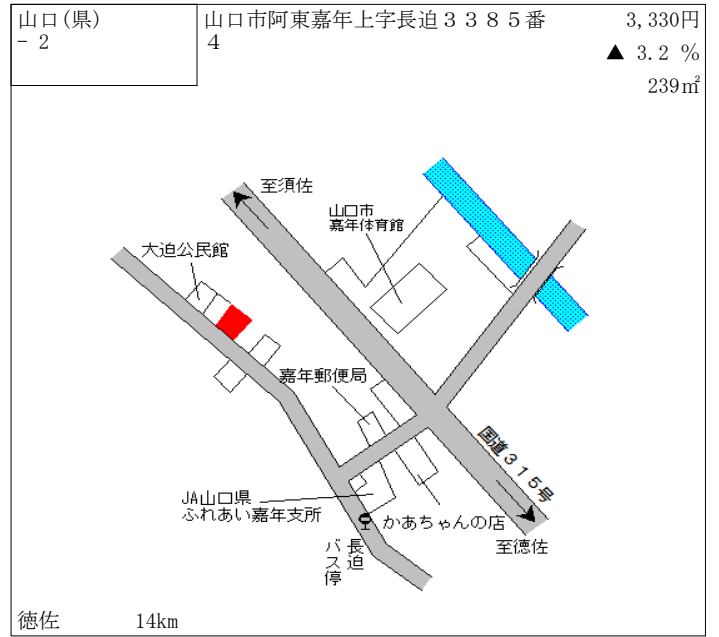 山口(県)
- 2
山口市阿東嘉年上字長迫３３８５番
4
3,330円
▲ 3.2 %
239㎡
至須佐
山口市
嘉年体育館
大迫公民館
嘉年郵便局
国道３１５号
JA山口県
ふれあい嘉年支所
かあちゃんの店
長迫
バス停
至徳佐
徳佐 14km